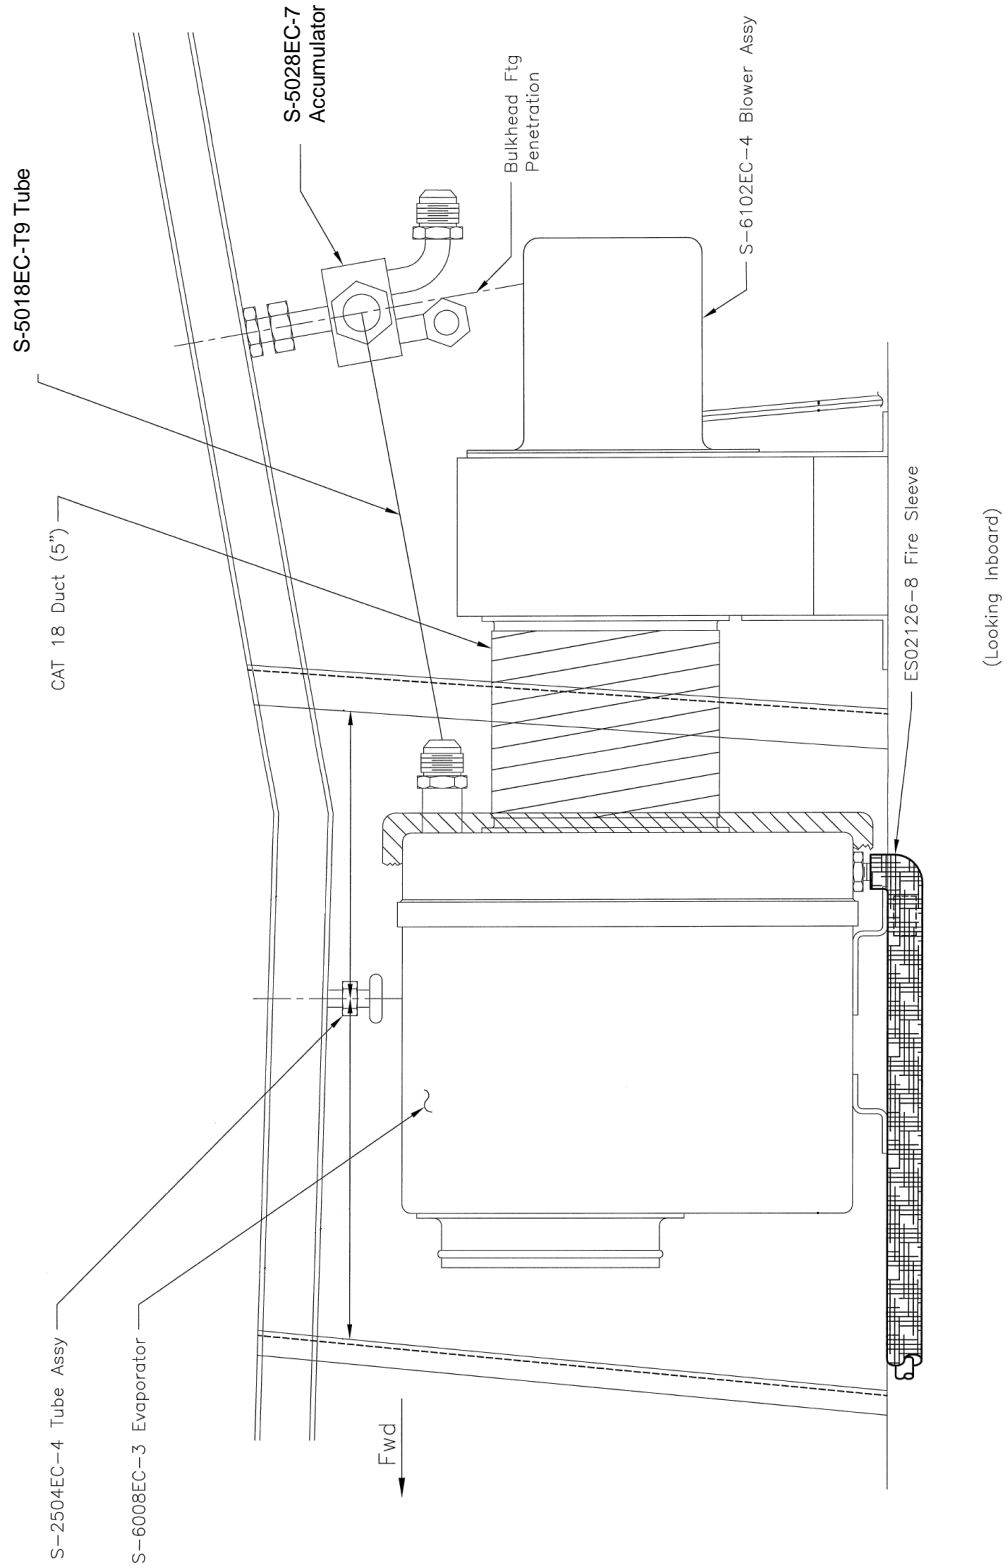 S-5018EC-T9 Tube
CAT 18 Duct (5”)
S-2504EC-4 Tube Assy
S-6008EC-3 Evaporator
S-5028EC-7
Accumulator
Bulkhead Ftg
Penetration
S-6102EC-4 Blower Assy
Fwd
ES02126-8 Fire Sleeve
(Looking Inboard)